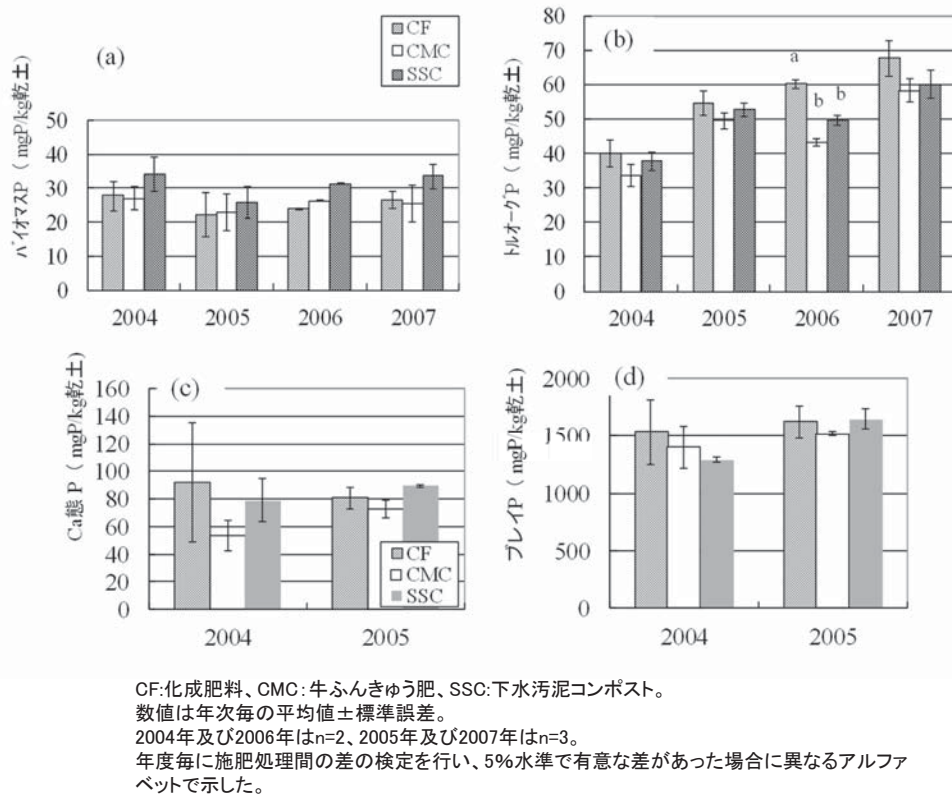 (a)
CF
CMC
SSC
バイオマスP ( mgP/kg乾土)
50
40
30
20
10
0
2004 2005 2006 2007
(b)
トルオーグP ( mgP/kg乾土)
80
70
60
50
40
30
20
10
0
a
b b
2004 2005 2006 2007
(c)
Ca態 P ( mgP/kg乾土)
160
140
120
100
80
60
40
20
0
CF
CMC
SSC
2004 2005
(d)
ブレイP ( mgP/kg乾土)
2000
1500
1000
500
0
2004 2005
CF:化成肥料、CMC:牛ふんきゅう肥、SSC:下水汚泥コンポスト。
数値は年次毎の平均値±標準誤差。
2004年及び2006年はn=2、2005年及び2007年はn=3。
年度毎に施肥処理間の差の検定を行い、5%水準で有意な差があった場合に異なるアルファ
ベットで示した。